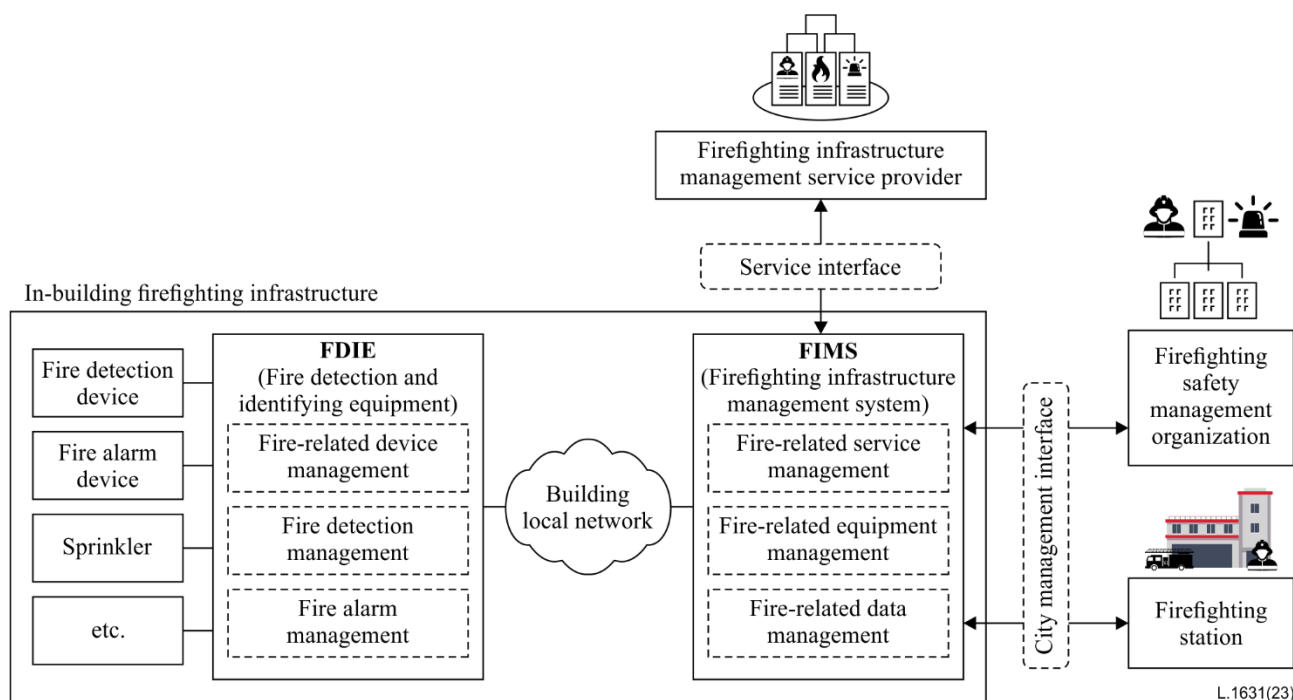 Firefighting infrastructure
management service provider
Service interface
In-building firefighting infrastructure
Fire detection
device
Fire alarm
device
Sprinkler
etc.
FDIE
(Fire detection and
identifying equipment)
Fire-related device
management
Fire detection
management
Fire alarm
management
Building
local network
FIMS
(Firefighting infrastructure
management system)
Fire-related service
management
Fire-related equipment
management
Fire-related data
management
City management interface
Firefighting
safety
management
organization
Firefighting
station
L.1631(23)